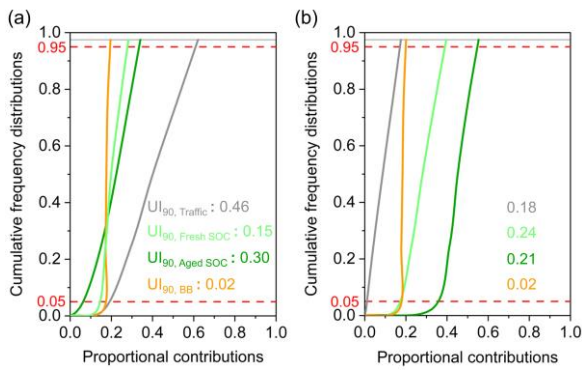 (a)
Cumulative frequency distributions
1.0
0.95
0.8
0.6
0.4
0.2
0.05
0.0
UI90, Traffic : 0.46
UI90, Fresh SOC : 0.15
UI90, Aged SOC : 0.30
UI90, BB : 0.02
0.0 0.2 0.4 0.6 0.8 1.0
Proportional contributions
(b)
Cumulative frequency distributions
1.0
0.95
0.8
0.6
0.4
0.2
0.05
0.0
0.18
0.24
0.21
0.02
0.0 0.2 0.4 0.6 0.8 1.0
Proportional contributions